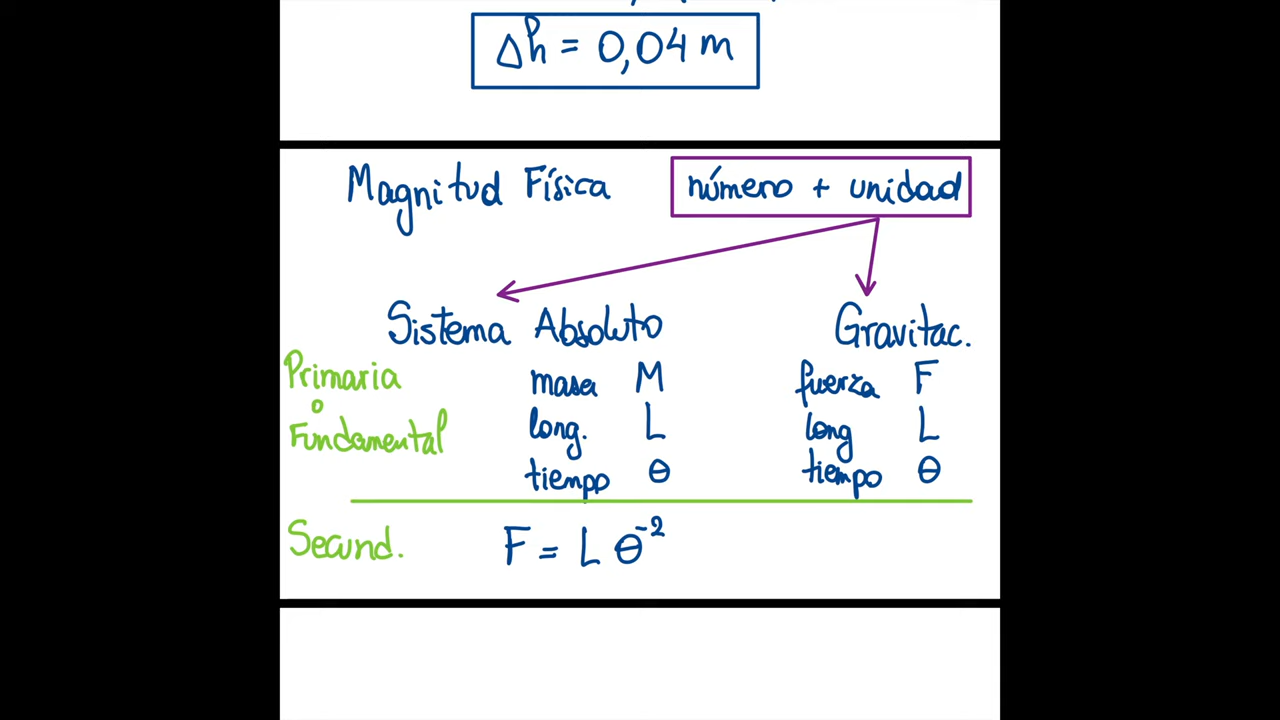 Δh = 0,04 m
Magnitud Física número + unidad
Sistema Absoluto Gravitac.
Primaria masa M fuerza F
o
Fundamental long. L long L
tiempo θ tiempo θ
Secund. F = L θ⁻²